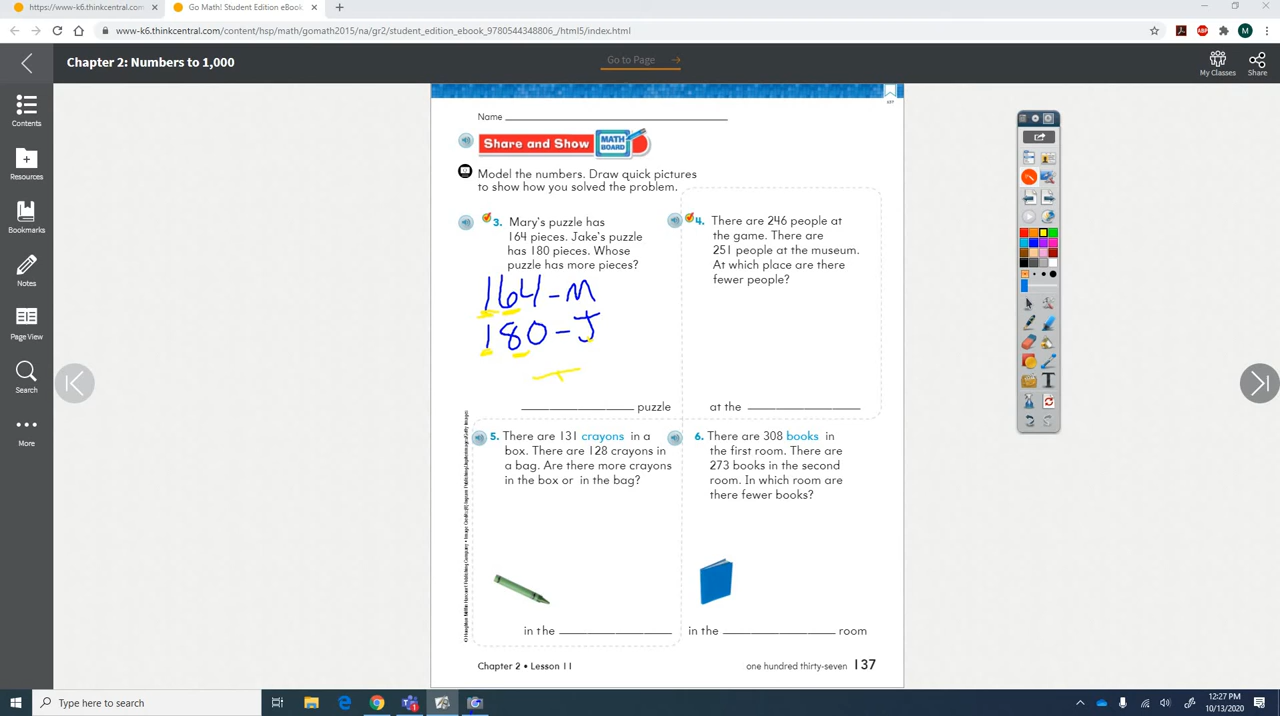 https://www-k6.thinkcentral.com/
Go Math! Student Edition eBook
www-k6.thinkcentral.com/content/hsp/math/gomath2015/na/gr2/student_edition_ebook_9780544348806_/html5/index.html
Chapter 2: Numbers to 1,000
Go to Page
My Classes
Share
Contents
Resources
Bookmarks
Notes
Page View
Search
More
Name
Share and Show
MATH
BOARD
Model the numbers. Draw quick pictures
to show how you solved the problem.
3. Mary's puzzle has
164 pieces. Jake's puzzle
has 180 pieces. Whose
puzzle has more pieces?
164 - M
180 - J
puzzle
4. There are 246 people at
the game. There are
251 people at the museum.
At which place are there
fewer people?
at the
5. There are 131 crayons in a
box. There are 128 crayons in
a bag. Are there more crayons
in the box or in the bag?
in the
6. There are 308 books in
the first room. There are
273 books in the second
room. In which room are
there fewer books?
in the room
Chapter 2 • Lesson 11
one hundred thirty-seven 137
Type here to search
12:27 PM
10/13/2020